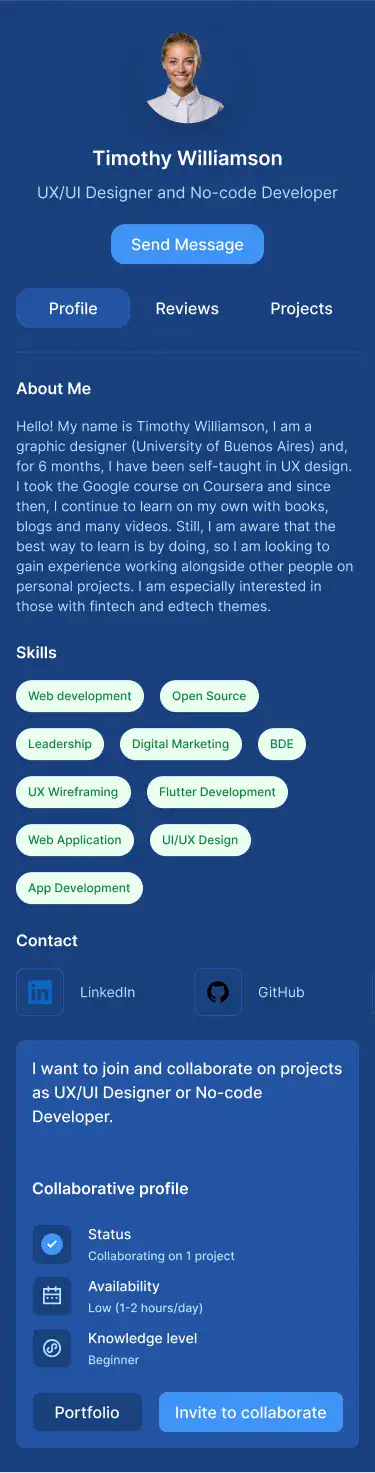 Timothy Williamson
UX/UI Designer and No-code Developer
Send Message
Profile Reviews Projects
About Me
Hello! My name is Timothy Williamson, I am a
graphic designer (University of Buenos Aires) and,
for 6 months, I have been self-taught in UX design.
I took the Google course on Coursera and since
then, I continue to learn on my own with books,
blogs and many videos. Still, I am aware that the
best way to learn is by doing, so I am looking to
gain experience working alongside other people on
personal projects. I am especially interested in
those with fintech and edtech themes.
Skills
Web development Open Source
Leadership Digital Marketing BDE
UX Wireframing Flutter Development
Web Application UI/UX Design
App Development
Contact
in LinkedIn GitHub
I want to join and collaborate on projects
as UX/UI Designer or No-code
Developer.
Collaborative profile
Status
Collaborating on 1 project
Availability
Low (1-2 hours/day)
Knowledge level
Beginner
Portfolio Invite to collaborate